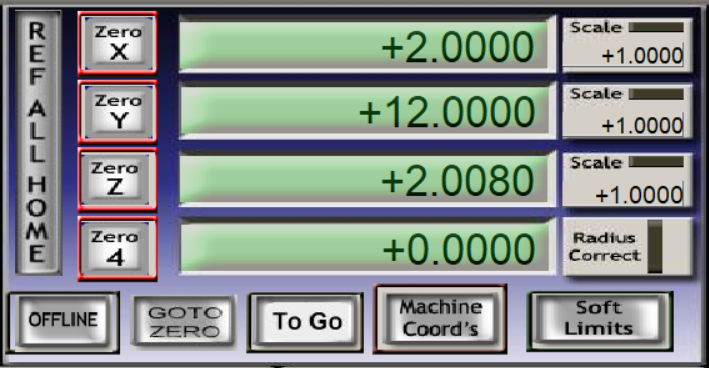 REF ALL HOME
Zero
X
+2.0000
Scale
+1.0000
Zero
Y
+12.0000
Scale
+1.0000
Zero
Z
+2.0080
Scale
+1.0000
Zero
4
+0.0000
Radius
Correct
OFFLINE
GOTO
ZERO
To Go
Machine
Coord's
Soft
Limits